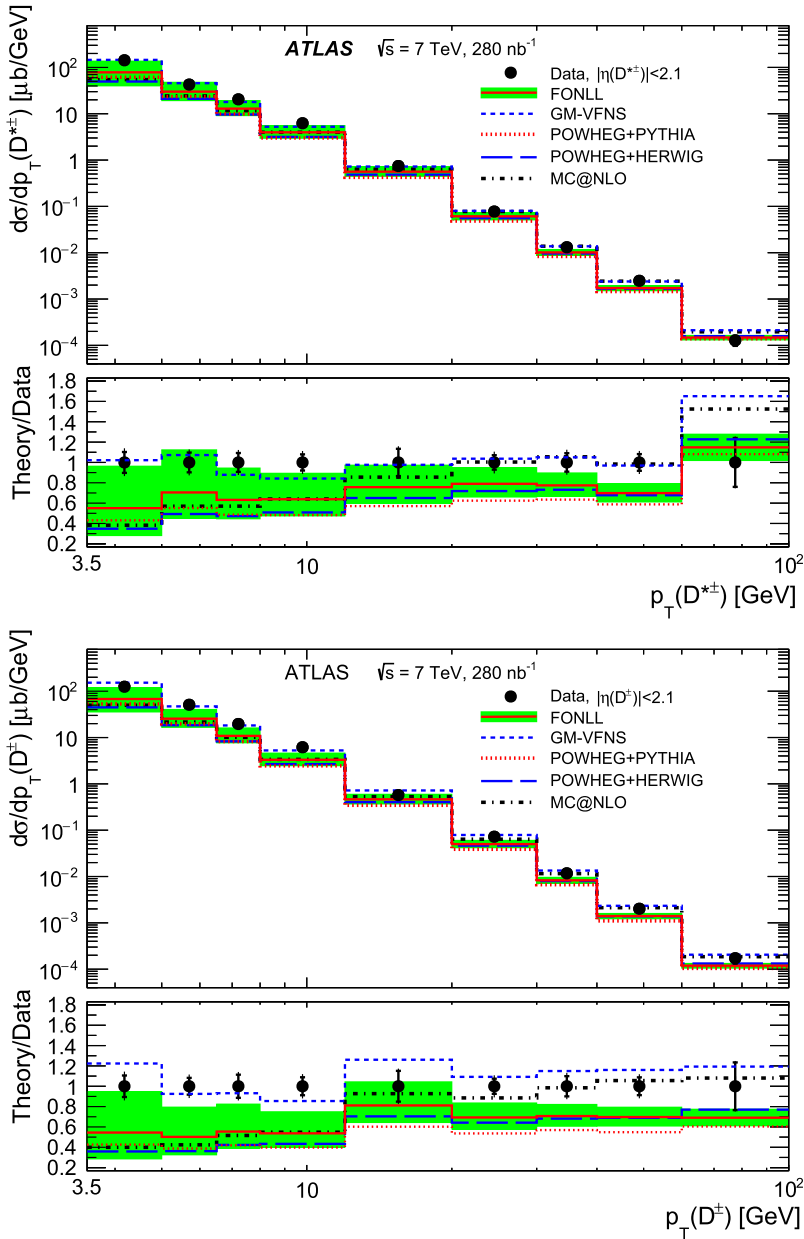 ATLAS √s = 7 TeV, 280 nb⁻¹
Data, |η(D*±)|<2.1
FONLL
GM-VFNS
POWHEG+PYTHIA
POWHEG+HERWIG
MC@NLO
dσ/dp_T(D*±) [μb/GeV]
10²
10
1
10⁻¹
10⁻²
10⁻³
10⁻⁴
Theory/Data
1.8
1.6
1.4
1.2
1
0.8
0.6
0.4
0.2
3.5 10 10²
p_T(D*±) [GeV]
ATLAS √s = 7 TeV, 280 nb⁻¹
Data, |η(D±)|<2.1
FONLL
GM-VFNS
POWHEG+PYTHIA
POWHEG+HERWIG
MC@NLO
dσ/dp_T(D±) [μb/GeV]
10²
10
1
10⁻¹
10⁻²
10⁻³
10⁻⁴
Theory/Data
1.8
1.6
1.4
1.2
1
0.8
0.6
0.4
0.2
3.5 10 10²
p_T(D±) [GeV]